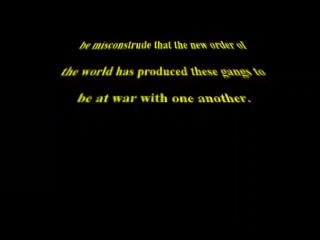 be misconstrude that the new order of
the world has produced these gangs to
be at war with one another.